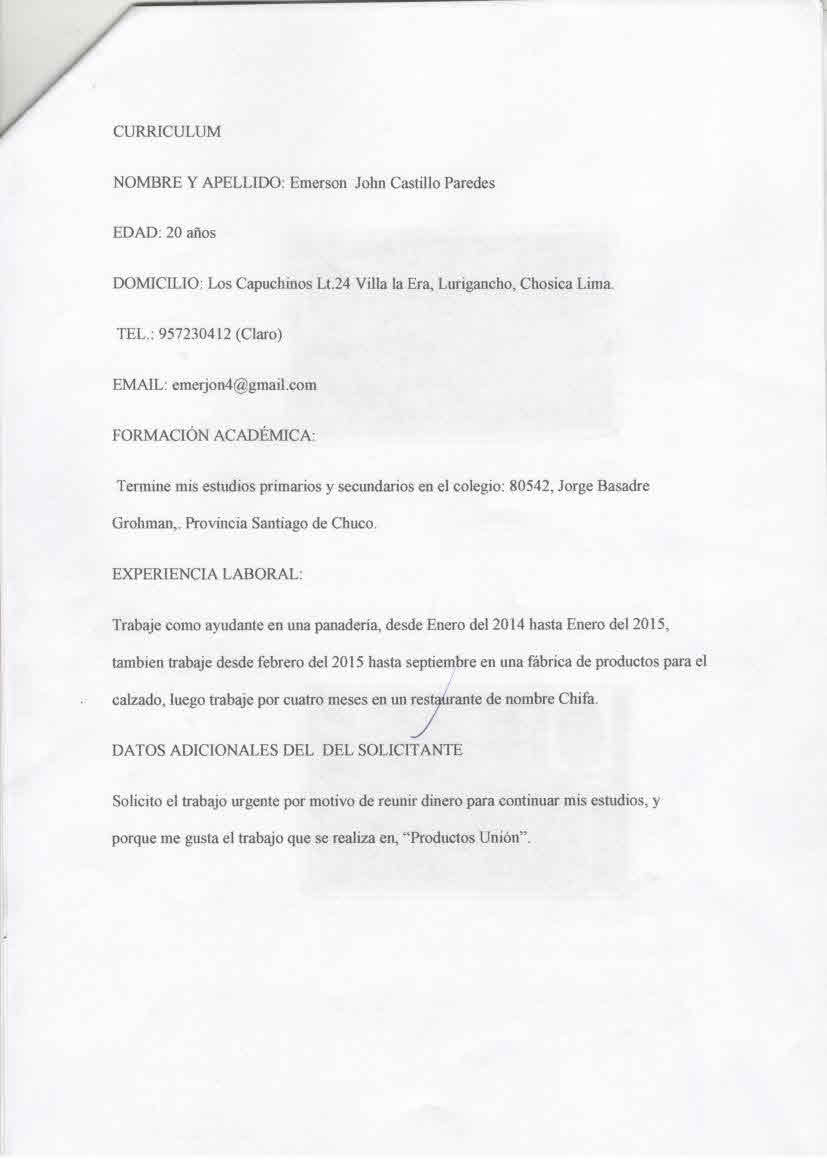 CURRICULUM
NOMBRE Y APELLIDO: Emerson John Castillo Paredes
EDAD: 20 años
DOMICILIO: Los Capuchinos Lt.24 Villa la Era, Lurigancho, Chosica Lima.
TEL.: 957230412 (Claro)
EMAIL: emerjon4@gmail.com
FORMACIÓN ACADÉMICA:
Termine mis estudios primarios y secundarios en el colegio: 80542, Jorge Basadre
Grohman,. Provincia Santiago de Chuco.
EXPERIENCIA LABORAL:
Trabaje como ayudante en una panadería, desde Enero del 2014 hasta Enero del 2015,
tambien trabaje desde febrero del 2015 hasta septiembre en una fábrica de productos para el
calzado, luego trabaje por cuatro meses en un restaurante de nombre Chifa.
DATOS ADICIONALES DEL DEL SOLICITANTE
Solicito el trabajo urgente por motivo de reunir dinero para continuar mis estudios, y
porque me gusta el trabajo que se realiza en, “Productos Unión”.